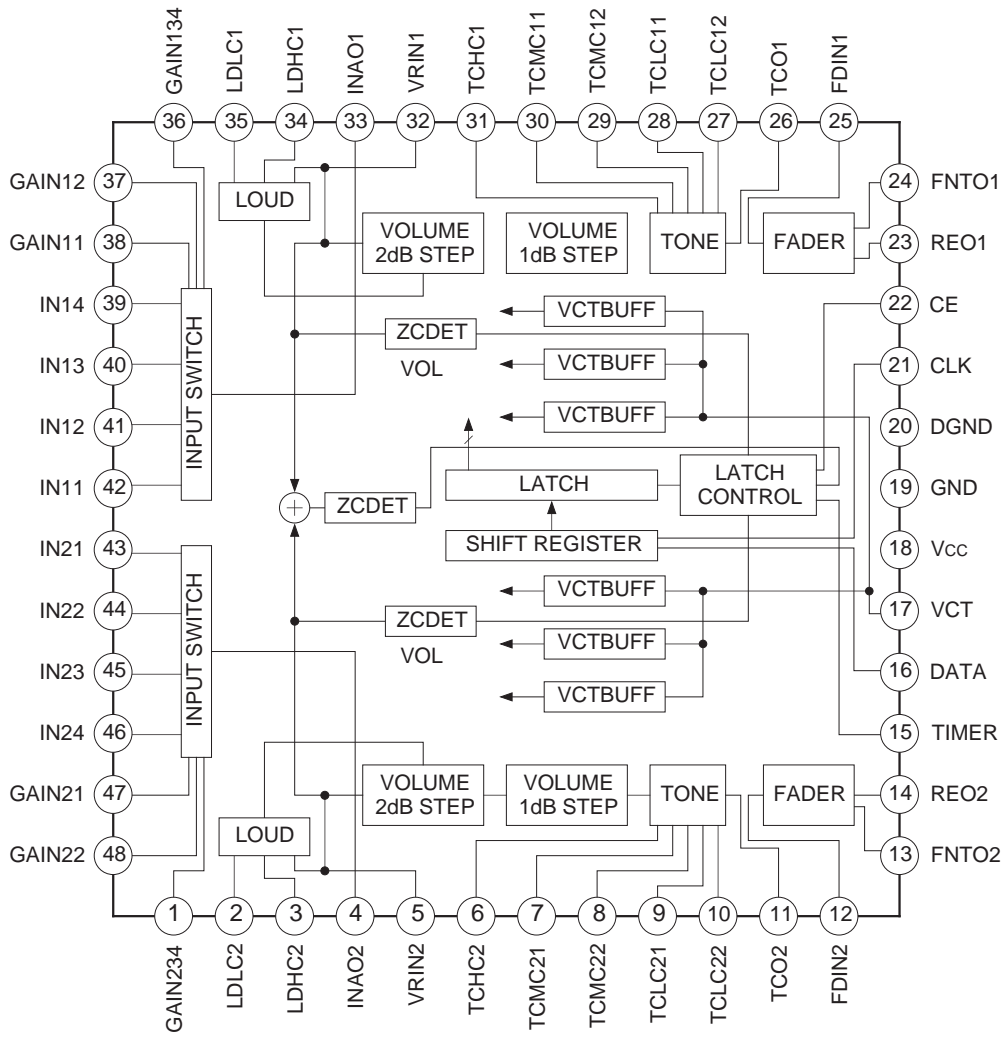 GAIN134
LDLC1
LDHC1
INAO1
VRIN1
TCHC1
TCMC11
TCMC12
TCLC11
TCLC12
TCO1
FDIN1
36
35
34
33
32
31
30
29
28
27
26
25
GAIN12 37
GAIN11 38
IN14 39
IN13 40
IN12 41
IN11 42
IN21 43
IN22 44
IN23 45
IN24 46
GAIN21 47
GAIN22 48
24 FNTO1
23 REO1
22 CE
21 CLK
20 DGND
19 GND
18 VCC
17 VCT
16 DATA
15 TIMER
14 REO2
13 FNTO2
LOUD
VOLUME
2dB STEP
VOLUME
1dB STEP
TONE
FADER
INPUT SWITCH
ZCDET
VOL
VCTBUFF
VCTBUFF
VCTBUFF
ZCDET
LATCH
LATCH
CONTROL
SHIFT REGISTER
INPUT SWITCH
ZCDET
VOL
VCTBUFF
VCTBUFF
VCTBUFF
LOUD
VOLUME
2dB STEP
VOLUME
1dB STEP
TONE
FADER
1
2
3
4
5
6
7
8
9
10
11
12
GAIN234
LDLC2
LDHC2
INAO2
VRIN2
TCHC2
TCMC21
TCMC22
TCLC21
TCLC22
TCO2
FDIN2